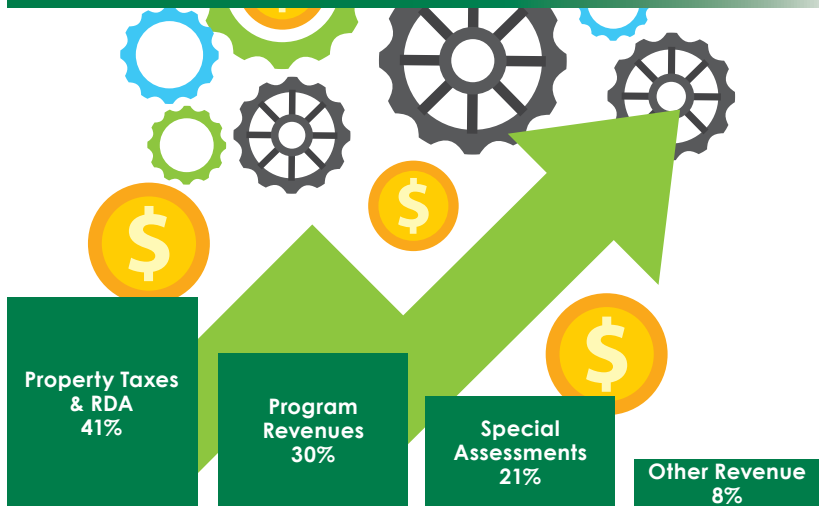 $
$
$
$
Property Taxes
& RDA
41%
Program
Revenues
30%
Special
Assessments
21%
Other Revenue
8%